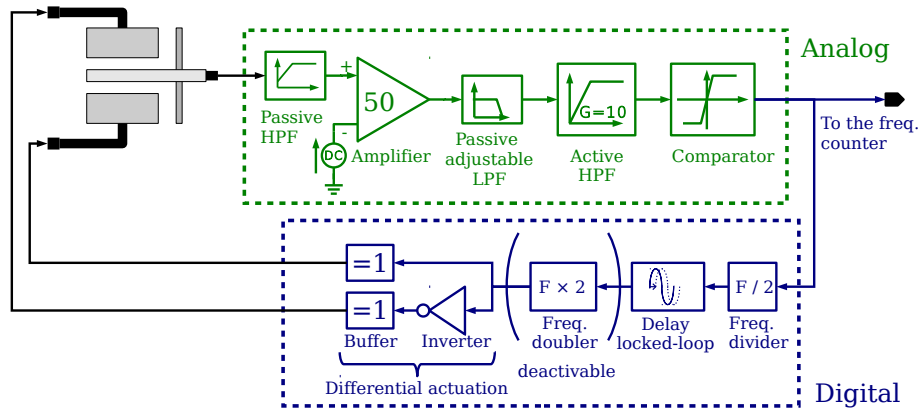 Analog
+
50
-
DC
G=10
Passive
HPF
Amplifier
Passive
adjustable
LPF
Active
HPF
Comparator
To the freq.
counter
=1
=1
F × 2
F / 2
Buffer
Inverter
Freq.
doubler
Delay
locked-loop
Freq.
divider
deactivable
Differential actuation
Digital